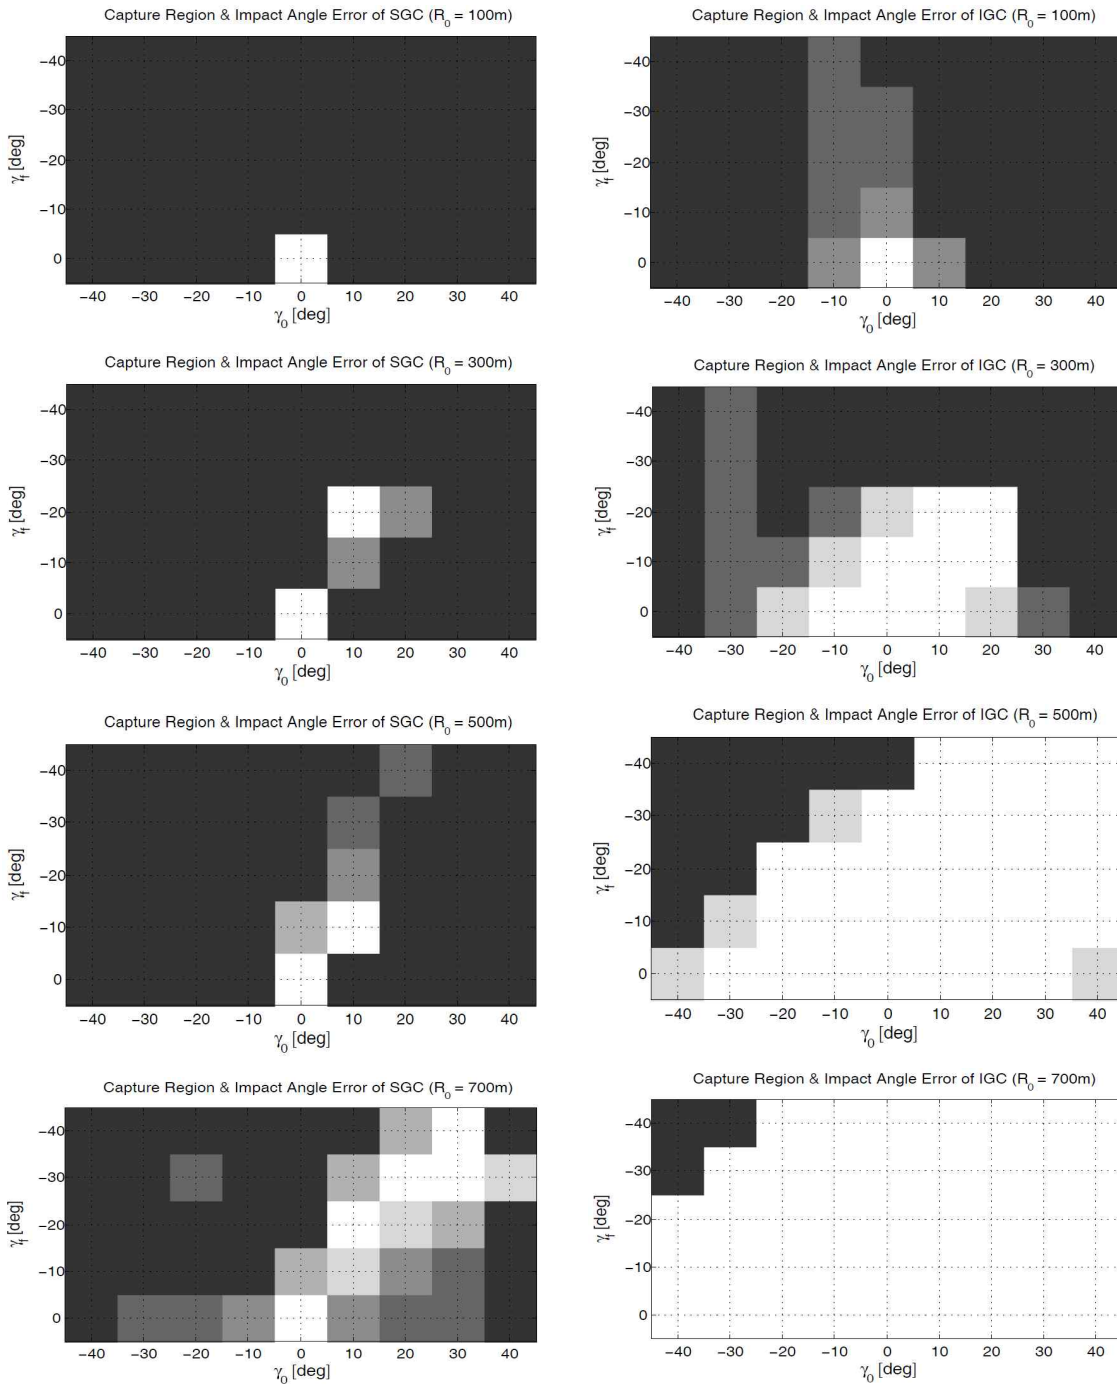 Capture Region & Impact Angle Error of SGC (R0 = 100m)
−40
−30
−20
−10
0
γf [deg]
−40 −30 −20 −10 0 10 20 30 40
γ0 [deg]
Capture Region & Impact Angle Error of IGC (R0 = 100m)
−40
−30
−20
−10
0
γf [deg]
−40 −30 −20 −10 0 10 20 30 40
γ0 [deg]
Capture Region & Impact Angle Error of SGC (R0 = 300m)
−40
−30
−20
−10
0
γf [deg]
−40 −30 −20 −10 0 10 20 30 40
γ0 [deg]
Capture Region & Impact Angle Error of IGC (R0 = 300m)
−40
−30
−20
−10
0
γf [deg]
−40 −30 −20 −10 0 10 20 30 40
γ0 [deg]
Capture Region & Impact Angle Error of SGC (R0 = 500m)
−40
−30
−20
−10
0
γf [deg]
−40 −30 −20 −10 0 10 20 30 40
γ0 [deg]
Capture Region & Impact Angle Error of IGC (R0 = 500m)
−40
−30
−20
−10
0
γf [deg]
−40 −30 −20 −10 0 10 20 30 40
γ0 [deg]
Capture Region & Impact Angle Error of SGC (R0 = 700m)
−40
−30
−20
−10
0
γf [deg]
−40 −30 −20 −10 0 10 20 30 40
γ0 [deg]
Capture Region & Impact Angle Error of IGC (R0 = 700m)
−40
−30
−20
−10
0
γf [deg]
−40 −30 −20 −10 0 10 20 30 40
γ0 [deg]